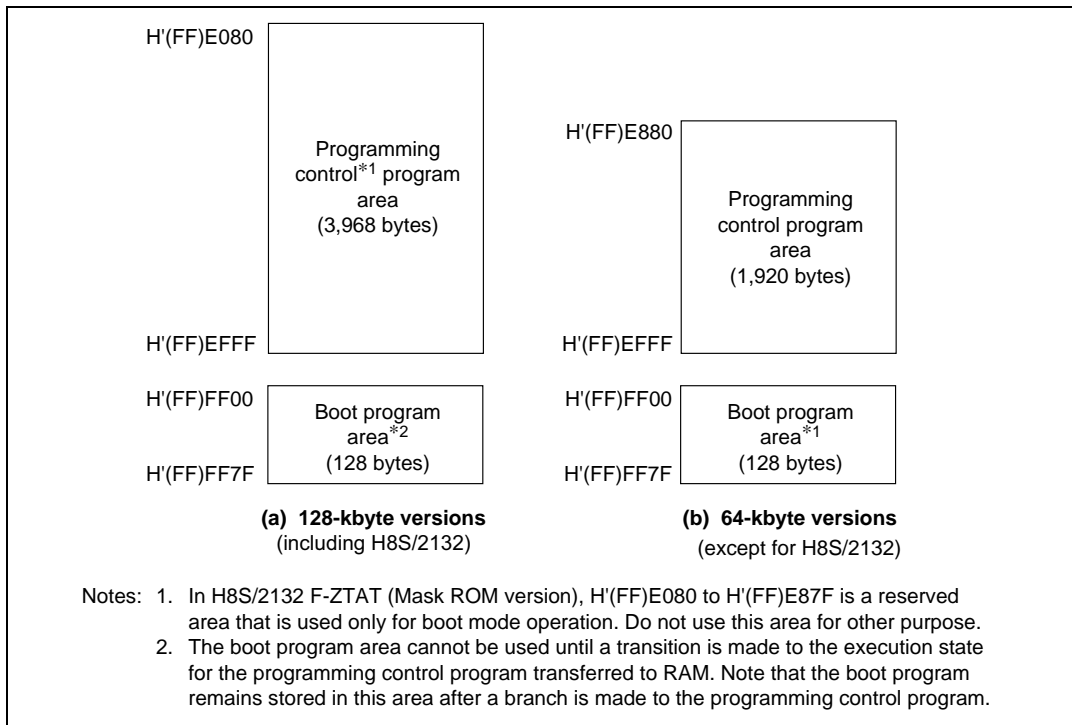 H'(FF)E080
Programming
control*1 program
area
(3,968 bytes)
H'(FF)EFFF
H'(FF)FF00
Boot program
area*2
(128 bytes)
H'(FF)FF7F
(a) 128-kbyte versions
(including H8S/2132)
H'(FF)E880
Programming
control program
area
(1,920 bytes)
H'(FF)EFFF
H'(FF)FF00
Boot program
area*1
(128 bytes)
H'(FF)FF7F
(b) 64-kbyte versions
(except for H8S/2132)
Notes: 1. In H8S/2132 F-ZTAT (Mask ROM version), H'(FF)E080 to H'(FF)E87F is a reserved
area that is used only for boot mode operation. Do not use this area for other purpose.
2. The boot program area cannot be used until a transition is made to the execution state
for the programming control program transferred to RAM. Note that the boot program
remains stored in this area after a branch is made to the programming control program.